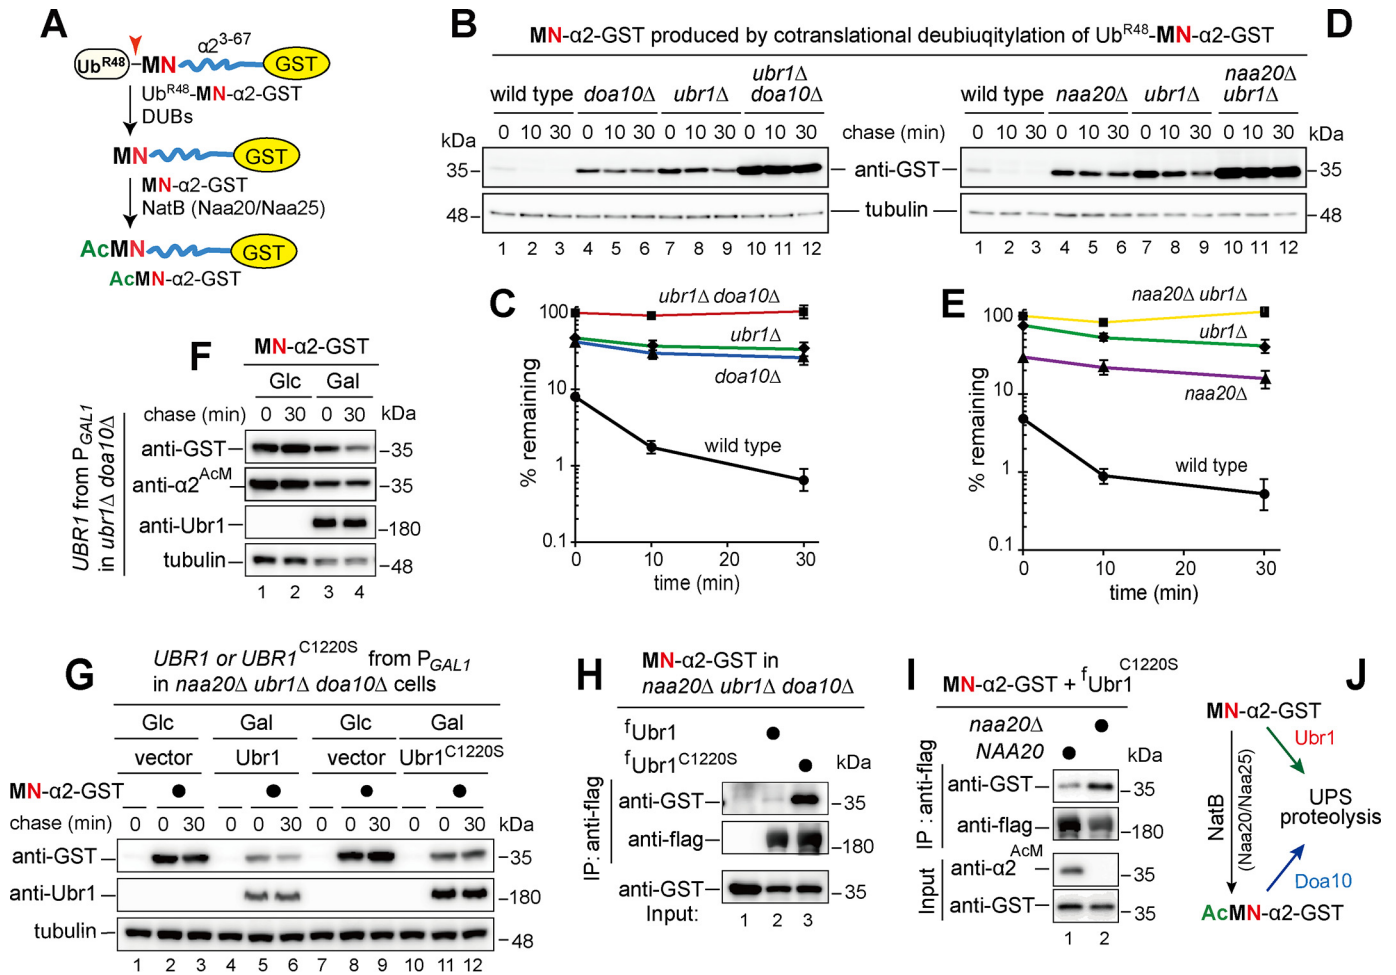 A
Ub^R48 – MN α2^3-67 GST
Ub^R48-MN-α2-GST
DUBs
MN GST
MN-α2-GST
NatB (Naa20/Naa25)
AcMN GST
AcMN-α2-GST
B
D
MN-α2-GST produced by cotranslational deubiuqitylation of Ub^R48-MN-α2-GST
wild type doa10Δ ubr1Δ ubr1Δ doa10Δ
0 10 30 0 10 30 0 10 30 0 10 30
kDa
35
48
1 2 3 4 5 6 7 8 9 10 11 12
chase (min)
anti-GST
tubulin
wild type naa20Δ ubr1Δ naa20Δ ubr1Δ
0 10 30 0 10 30 0 10 30 0 10 30
kDa
35
48
1 2 3 4 5 6 7 8 9 10 11 12
C
% remaining
100
10
1
0.1
ubr1Δ doa10Δ
ubr1Δ
doa10Δ
wild type
0 10 20 30
time (min)
E
% remaining
100
10
1
0.1
naa20Δ ubr1Δ
ubr1Δ
naa20Δ
wild type
0 10 20 30
time (min)
F
MN-α2-GST
Glc Gal
chase (min) 0 30 0 30 kDa
UBR1 from P_GAL1
in ubr1Δ doa10Δ
anti-GST 35
anti-α2^AcM 35
anti-Ubr1 180
tubulin 48
1 2 3 4
G
UBR1 or UBR1^C1220S from P_GAL1
in naa20Δ ubr1Δ doa10Δ cells
Glc Gal Glc Gal
vector Ubr1 vector Ubr1^C1220S
MN-α2-GST ● ● ● ●
chase (min) 0 0 30 0 0 30 0 0 30 0 0 30 kDa
anti-GST 35
anti-Ubr1 180
tubulin 48
1 2 3 4 5 6 7 8 9 10 11 12
H
MN-α2-GST in
naa20Δ ubr1Δ doa10Δ
^fUbr1 ●
^fUbr1^C1220S ● kDa
IP: anti-flag
anti-GST 35
anti-flag 180
anti-GST 35
Input: 1 2 3
I
MN-α2-GST + ^fUbr1^C1220S
naa20Δ ●
NAA20 ● kDa
IP : anti-flag
anti-GST 35
anti-flag 180
Input
anti-α2^AcM 35
anti-GST 35
1 2
J
MN-α2-GST
Ubr1
NatB
(Naa20/Naa25)
UPS
proteolysis
Doa10
AcMN-α2-GST